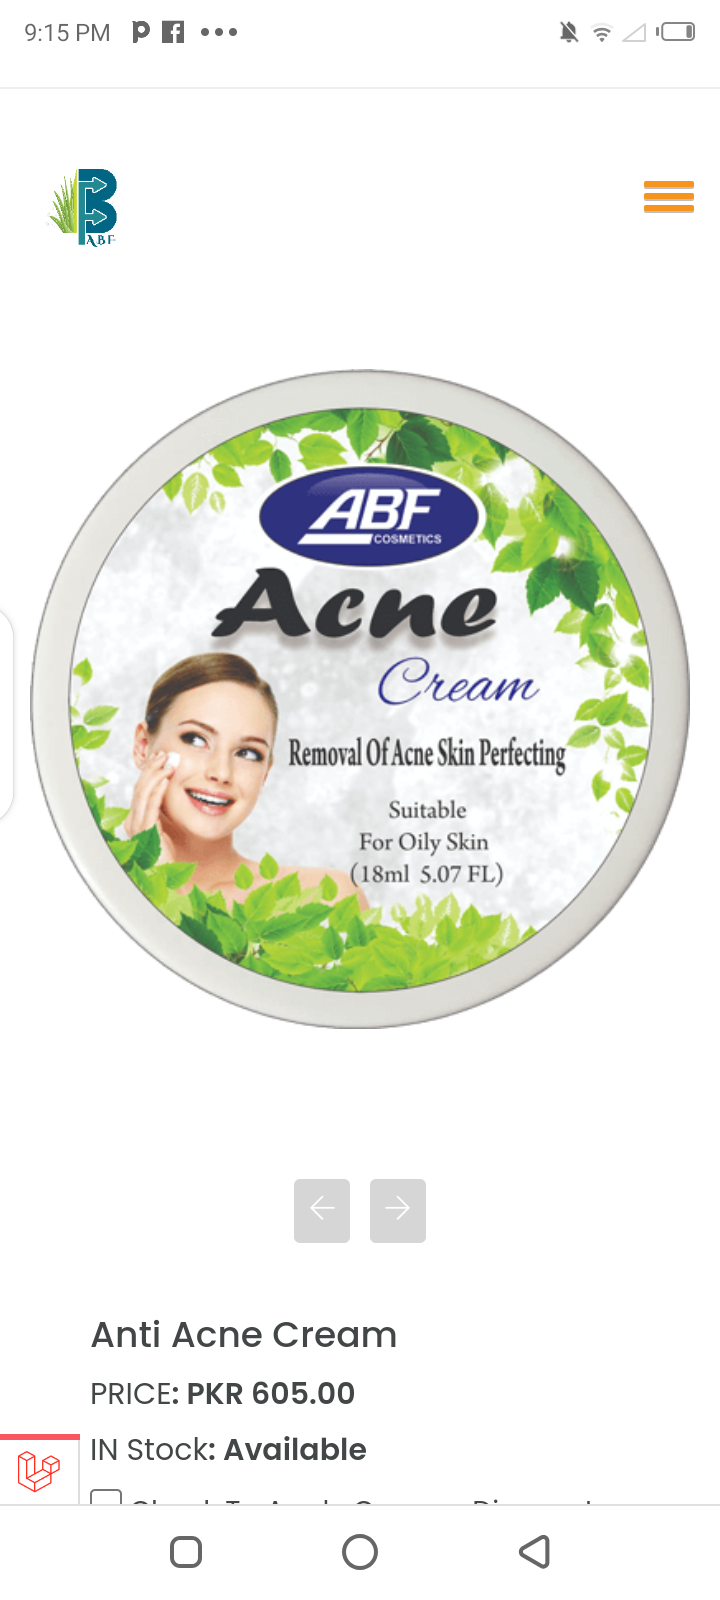 9:15 PM
ABF
ABF
COSMETICS
Acne
Cream
Removal Of Acne Skin Perfecting
Suitable
For Oily Skin
(18ml 5.07 FL)
Anti Acne Cream
PRICE: PKR 605.00
IN Stock: Available